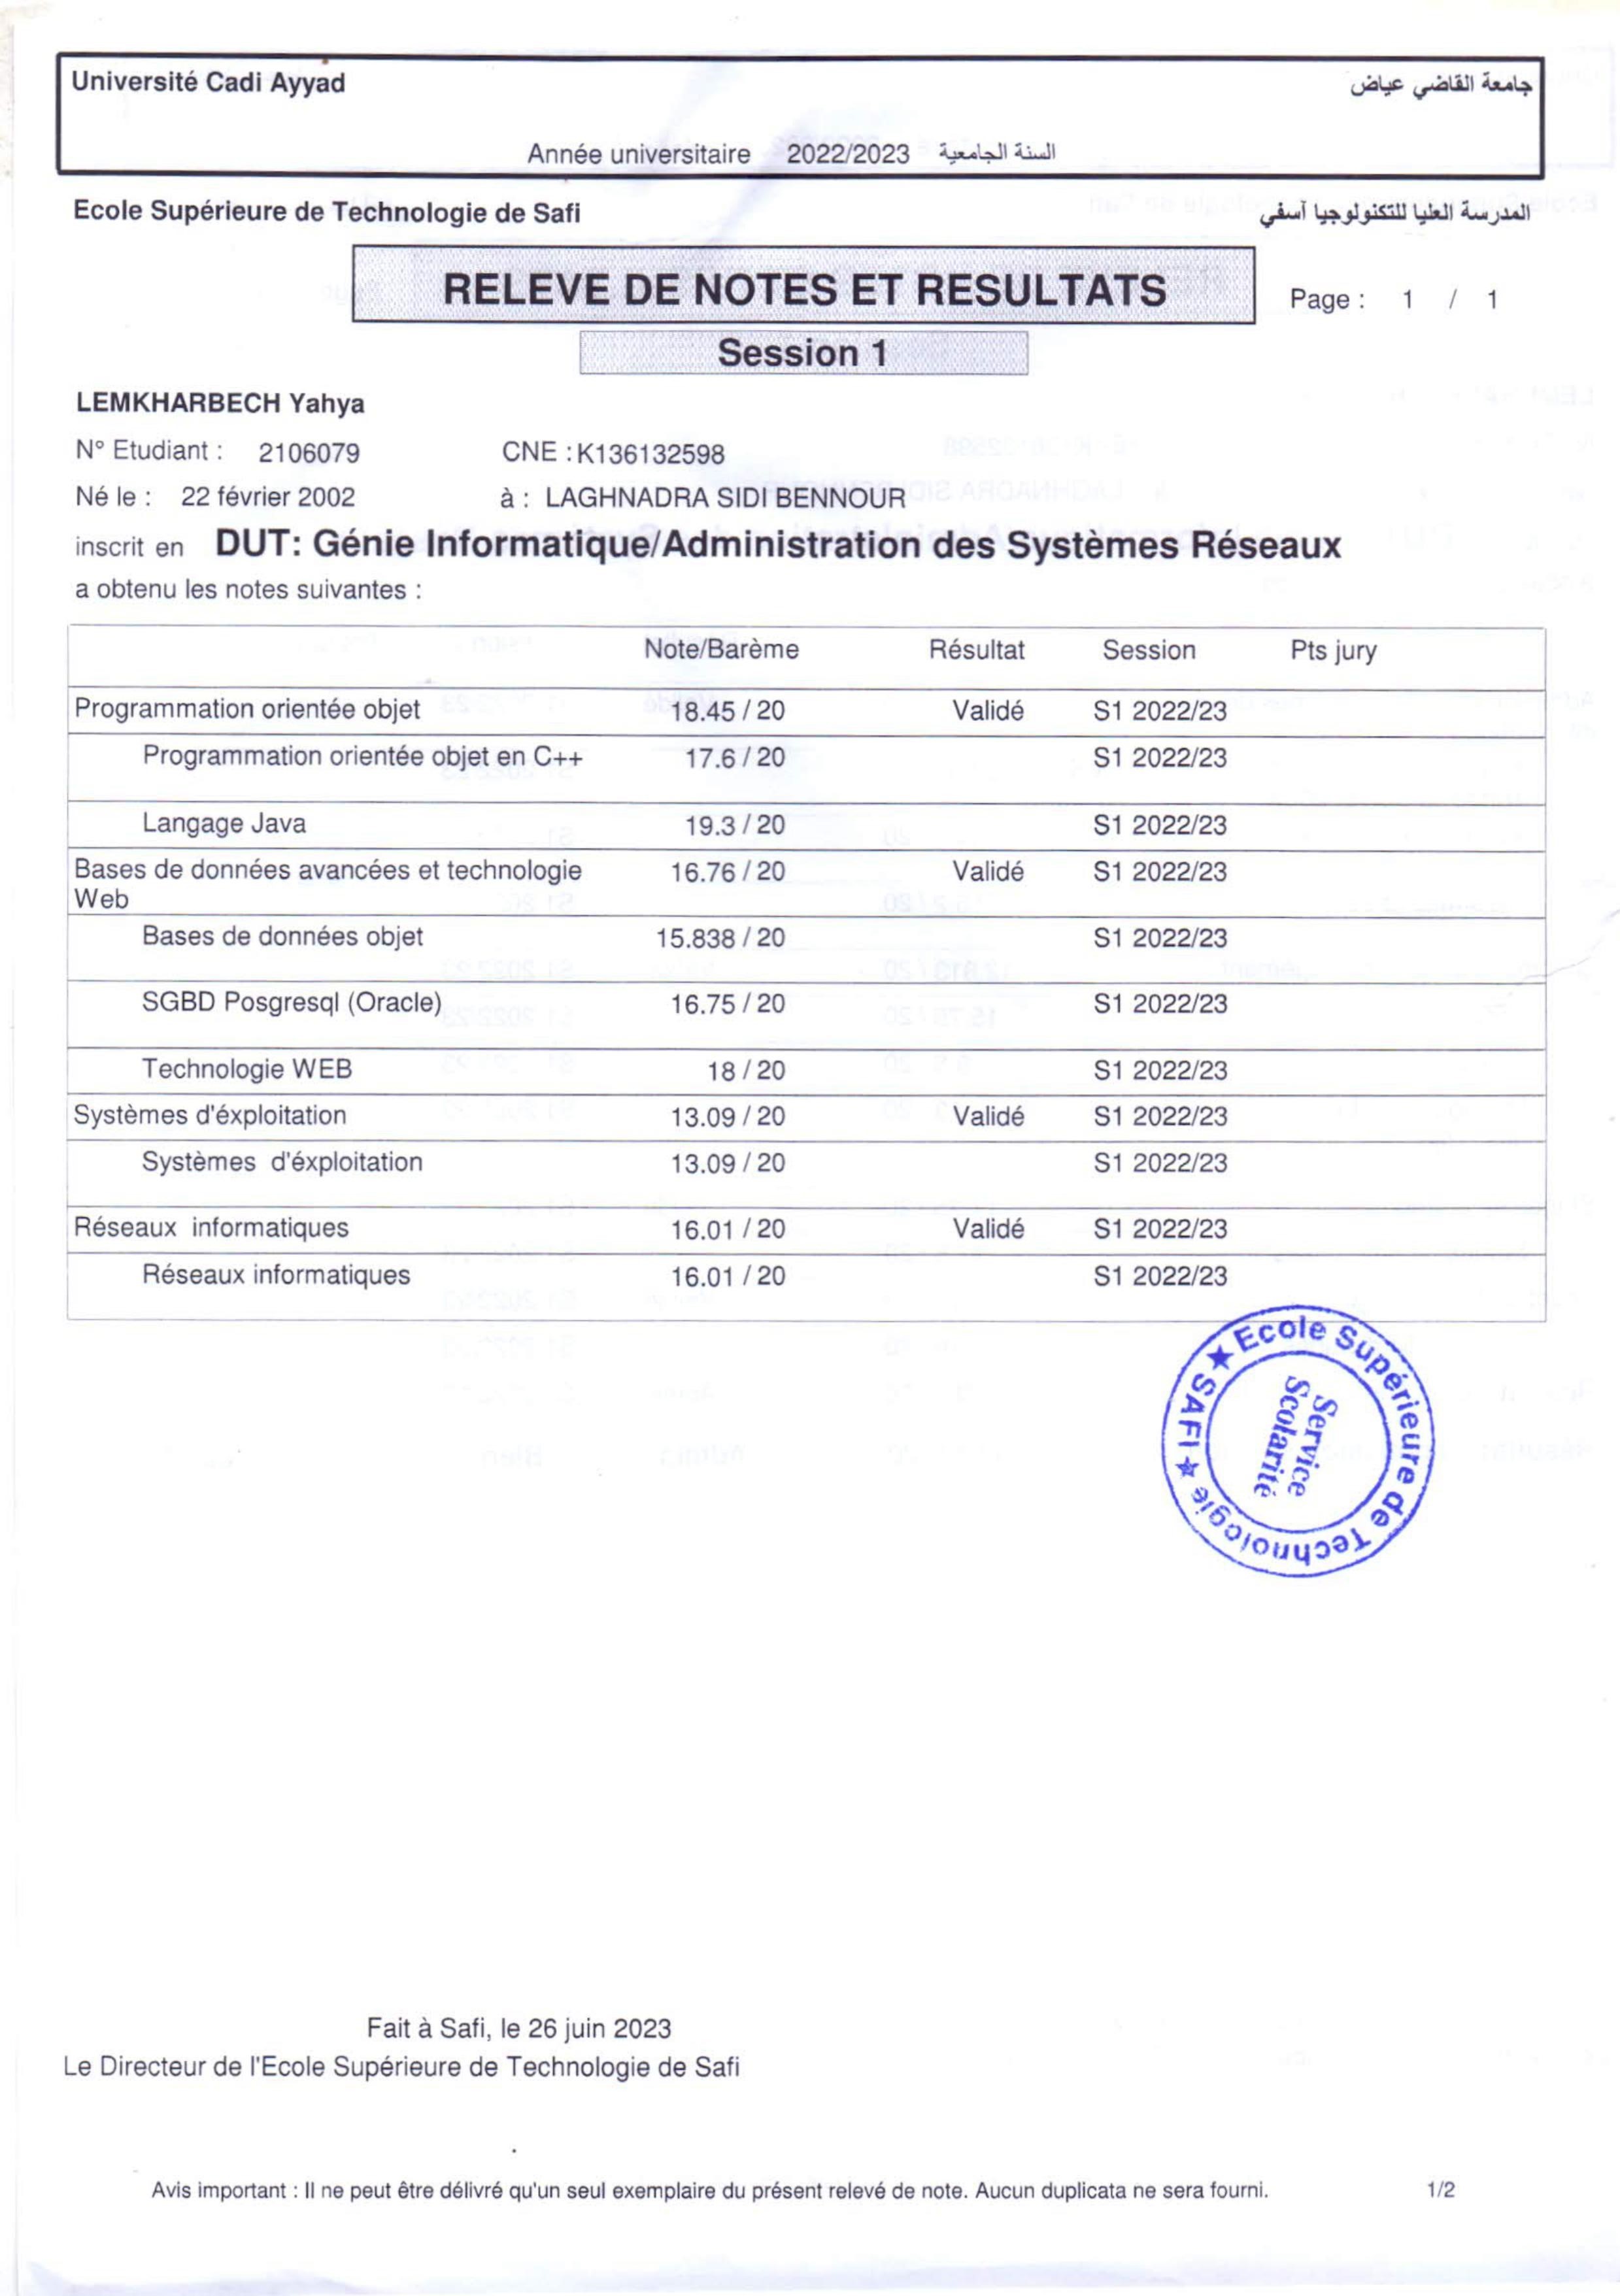 Université Cadi Ayyad جامعة القاضي عياض
Année universitaire 2022/2023 السنة الجامعية
Ecole Supérieure de Technologie de Safi المدرسة العليا للتكنولوجيا آسفي
RELEVE DE NOTES ET RESULTATS Page : 1 / 1
Session 1
LEMKHARBECH Yahya
N° Etudiant : 2106079 CNE : K136132598
Né le : 22 février 2002 à : LAGHNADRA SIDI BENNOUR
inscrit en DUT: Génie Informatique/Administration des Systèmes Réseaux
a obtenu les notes suivantes :
Note/Barème Résultat Session Pts jury
Programmation orientée objet 18.45 / 20 Validé S1 2022/23
Programmation orientée objet en C++ 17.6 / 20 S1 2022/23
Langage Java 19.3 / 20 S1 2022/23
Bases de données avancées et technologie 16.76 / 20 Validé S1 2022/23
Web
Bases de données objet 15.838 / 20 S1 2022/23
SGBD Posgresql (Oracle) 16.75 / 20 S1 2022/23
Technologie WEB 18 / 20 S1 2022/23
Systèmes d'éxploitation 13.09 / 20 Validé S1 2022/23
Systèmes d'éxploitation 13.09 / 20 S1 2022/23
Réseaux informatiques 16.01 / 20 Validé S1 2022/23
Réseaux informatiques 16.01 / 20 S1 2022/23
Ecole Supérieure de Technologie ★ SAFI ★
Service
Scolarité
Fait à Safi, le 26 juin 2023
Le Directeur de l'Ecole Supérieure de Technologie de Safi
Avis important : Il ne peut être délivré qu'un seul exemplaire du présent relevé de note. Aucun duplicata ne sera fourni. 1/2